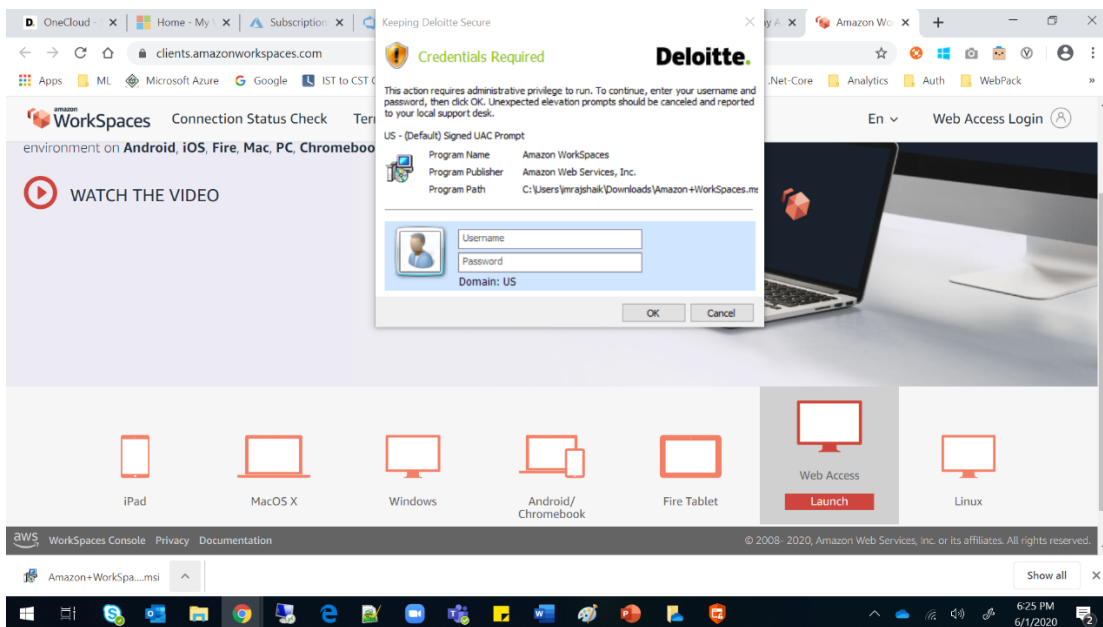 D. OneCloud -
Home - My
Subscription
Amazon Wo
clients.amazonworkspaces.com
Apps ML Microsoft Azure Google IST to CST
.Net-Core Analytics Auth WebPack »
Keeping Deloitte Secure
Credentials Required
Deloitte.
This action requires administrative privilege to run. To continue, enter your username and
password, then click OK. Unexpected elevation prompts should be canceled and reported
to your local support desk.
US - (Default) Signed UAC Prompt
Program Name Amazon WorkSpaces
Program Publisher Amazon Web Services, Inc.
Program Path C:\Users\jmrajshaik\Downloads\Amazon+WorkSpaces.ms
Username
Password
Domain: US
OK Cancel
amazon
WorkSpaces Connection Status Check Ter
En Web Access Login
environment on Android, iOS, Fire, Mac, PC, Chromeboo
WATCH THE VIDEO
iPad
MacOS X
Windows
Android/
Chromebook
Fire Tablet
Web Access
Launch
Linux
aws WorkSpaces Console Privacy Documentation
© 2008- 2020, Amazon Web Services, Inc. or its affiliates. All rights reserved.
Amazon+WorkSpa....msi
Show all
6:25 PM
6/1/2020
2